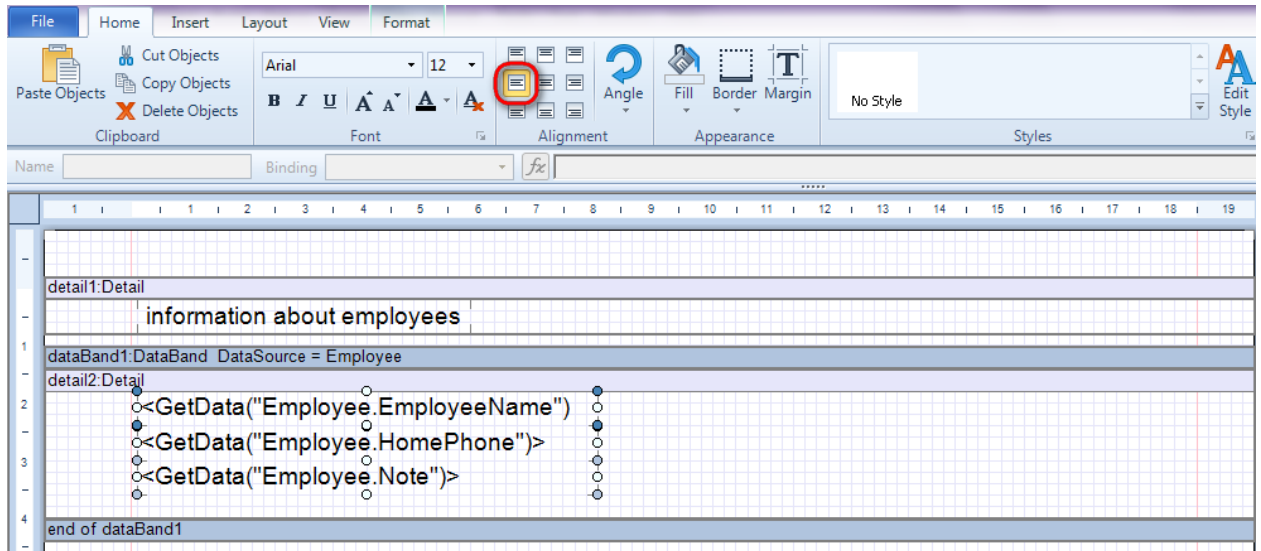 File Home Insert Layout View Format
Paste Objects
Cut Objects
Copy Objects
Delete Objects
Clipboard
Arial 12
B I U A A A A
Font
Alignment
Angle
Fill Border Margin
Appearance
No Style
Styles
Edit
Style
Name Binding fx
1 1 2 3 4 5 6 7 8 9 10 11 12 13 14 15 16 17 18 19
detail1:Detail
information about employees
1
dataBand1:DataBand DataSource = Employee
detail2:Detail
2
<GetData("Employee.EmployeeName")
<GetData("Employee.HomePhone")>
3
<GetData("Employee.Note")>
4
end of dataBand1